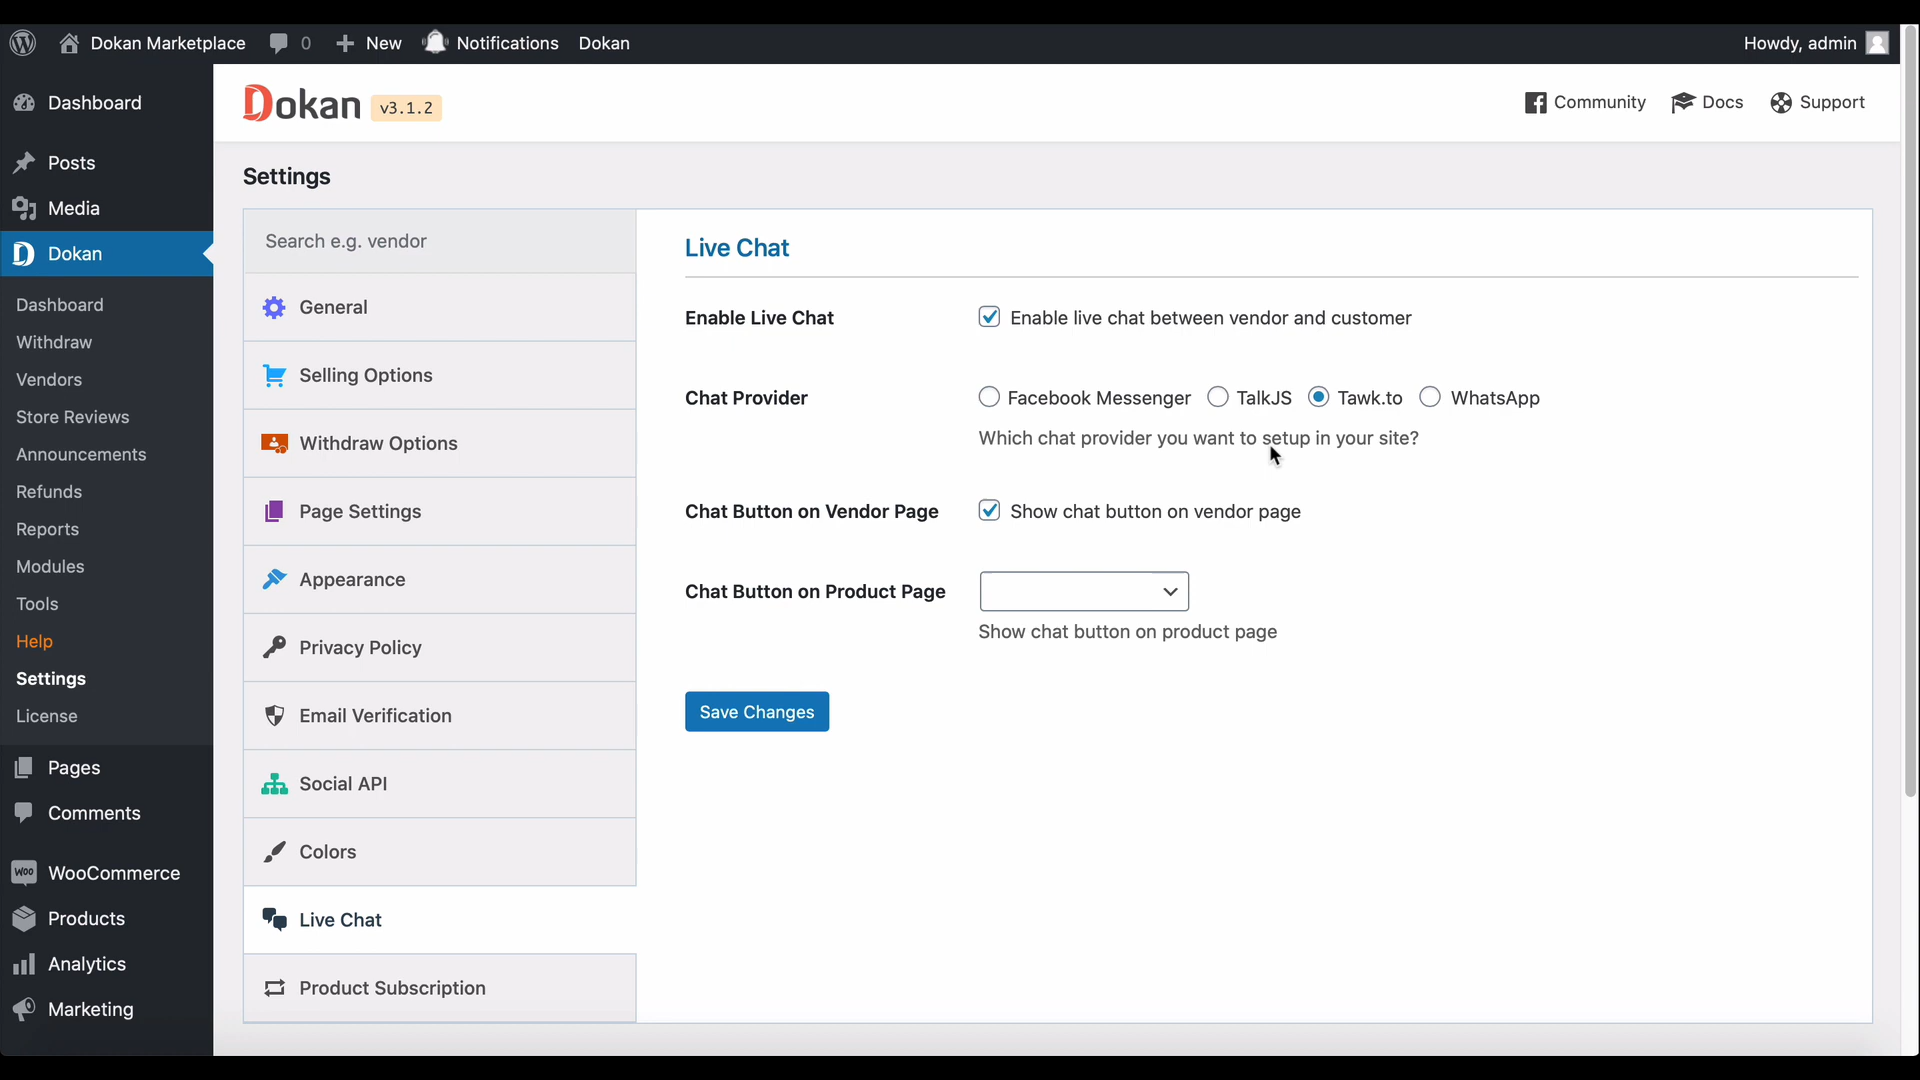 Dokan Marketplace 0 New Notifications Dokan Howdy, admin
Dashboard
Posts
Media
Dokan
Dashboard
Withdraw
Vendors
Store Reviews
Announcements
Refunds
Reports
Modules
Tools
Help
Settings
License
Pages
Comments
WooCommerce
Products
Analytics
Marketing
Dokan v3.1.2
Community Docs Support
Settings
Search e.g. vendor
General
Selling Options
Withdraw Options
Page Settings
Appearance
Privacy Policy
Email Verification
Social API
Colors
Live Chat
Product Subscription
Live Chat
Enable Live Chat Enable live chat between vendor and customer
Chat Provider Facebook Messenger TalkJS Tawk.to WhatsApp
Which chat provider you want to setup in your site?
Chat Button on Vendor Page Show chat button on vendor page
Chat Button on Product Page
Show chat button on product page
Save Changes